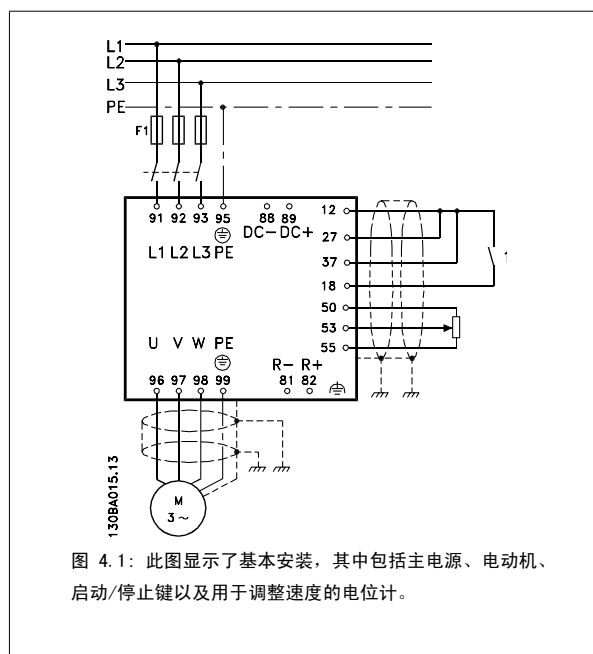 L1
L2
L3
PE
F1
91 92 93 95 88 89
DC- DC+
L1 L2 L3 PE
12
27
37
18
50
53
55
1
U V W PE
96 97 98 99
R- R+
81 82
M
3~
130BA015.13
图 4.1: 此图显示了基本安装，其中包括主电源、电动机、
启动/停止键以及用于调整速度的电位计。